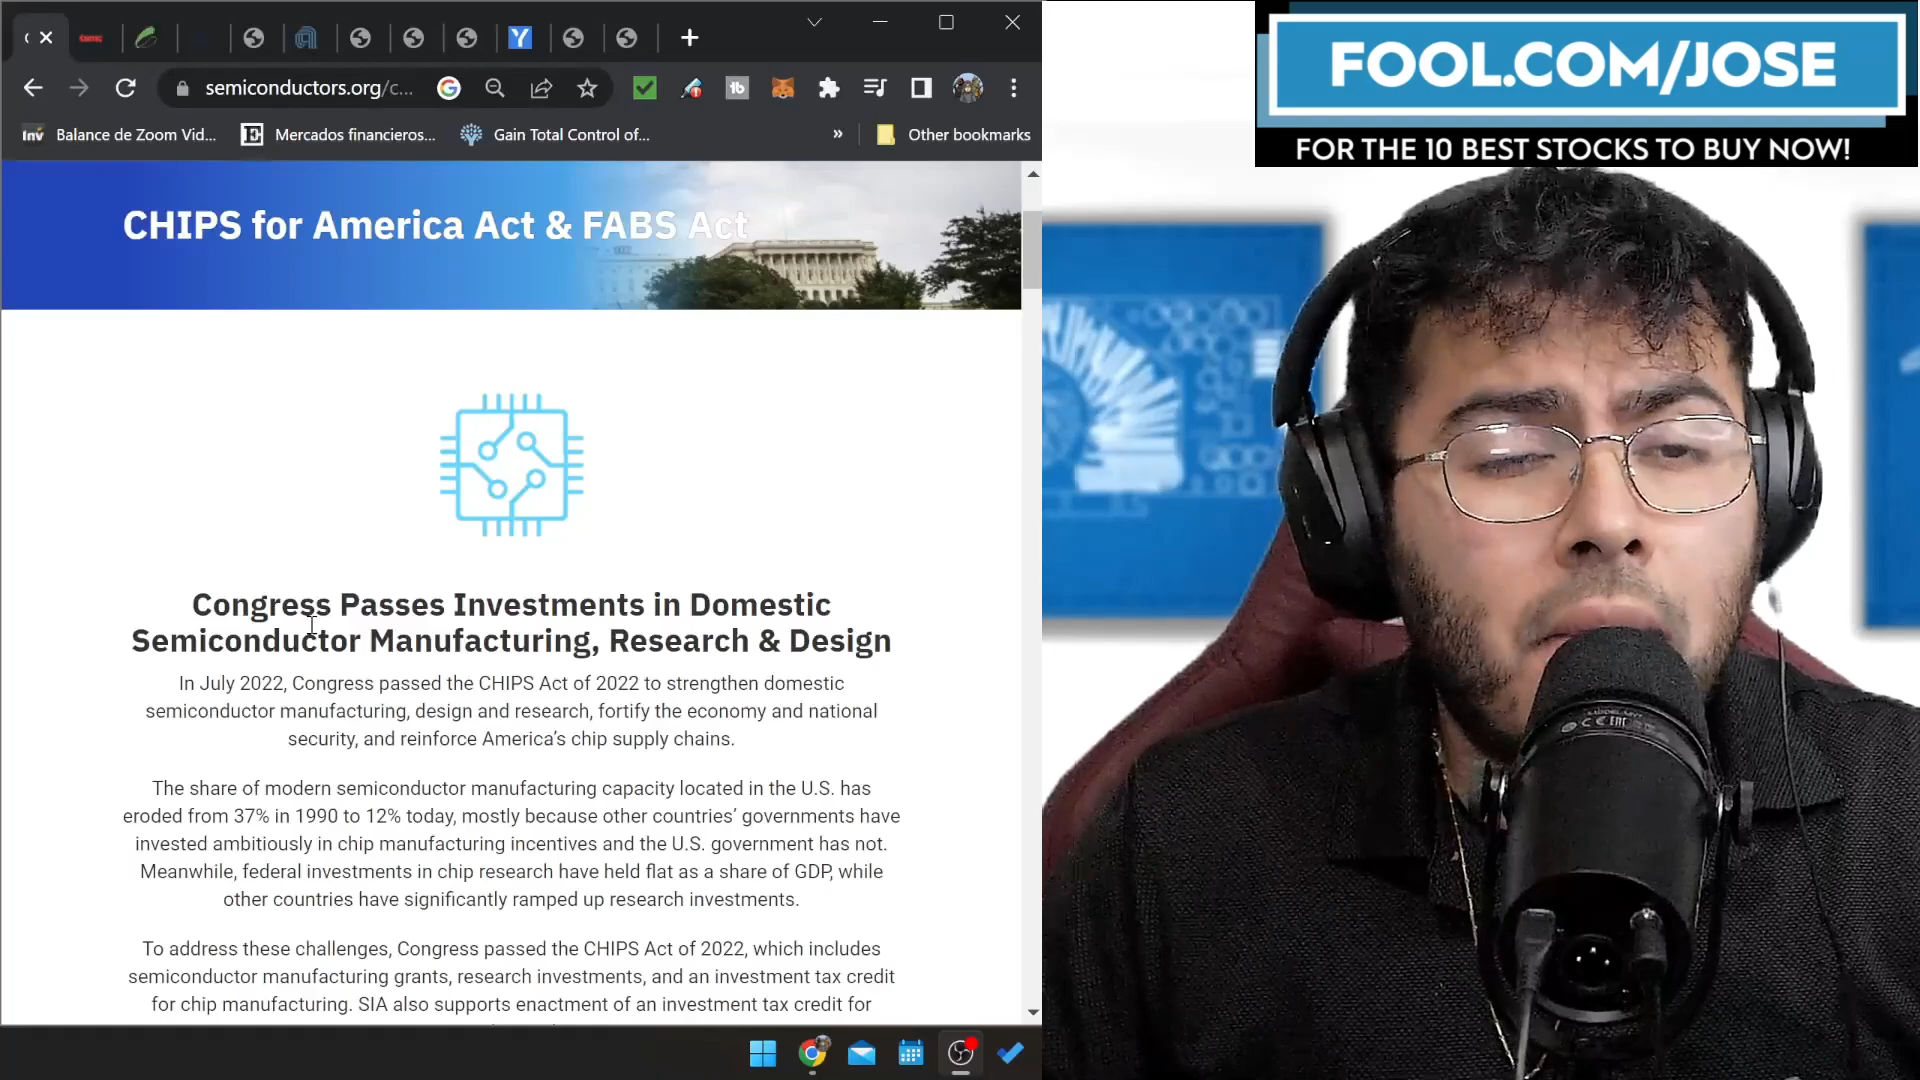 semiconductors.org/c...
Balance de Zoom Vid...
Mercados financieros...
Gain Total Control of...
»
Other bookmarks
CHIPS for America Act & FABS Act
Congress Passes Investments in Domestic
Semiconductor Manufacturing, Research & Design
In July 2022, Congress passed the CHIPS Act of 2022 to strengthen domestic
semiconductor manufacturing, design and research, fortify the economy and national
security, and reinforce America’s chip supply chains.
The share of modern semiconductor manufacturing capacity located in the U.S. has
eroded from 37% in 1990 to 12% today, mostly because other countries’ governments have
invested ambitiously in chip manufacturing incentives and the U.S. government has not.
Meanwhile, federal investments in chip research have held flat as a share of GDP, while
other countries have significantly ramped up research investments.
To address these challenges, Congress passed the CHIPS Act of 2022, which includes
semiconductor manufacturing grants, research investments, and an investment tax credit
for chip manufacturing. SIA also supports enactment of an investment tax credit for
FOOL.COM/JOSE
FOR THE 10 BEST STOCKS TO BUY NOW!